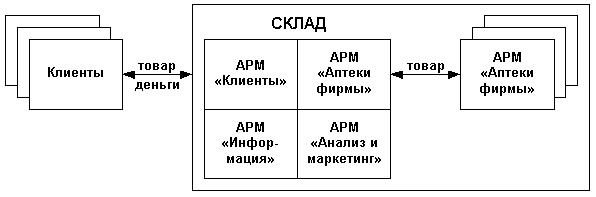 СКЛАД
Клиенты
товар
деньги
АРМ
«Клиенты»
АРМ
«Аптеки
фирмы»
товар
АРМ
«Аптеки
фирмы»
АРМ
«Инфор-
мация»
АРМ
«Анализ и
маркетинг»